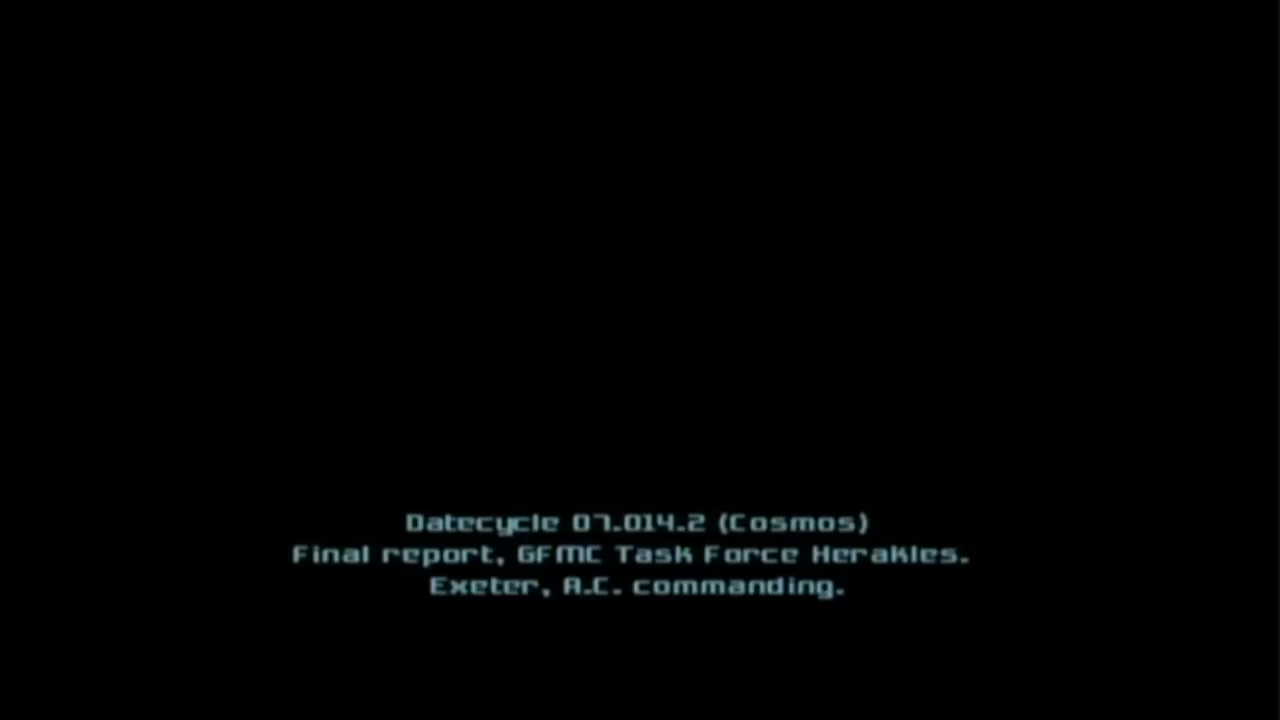 Datecycle 07.014.2 (Cosmos)
Final report, GFMC Task Force Herakles.
Exeter, A.C. commanding.